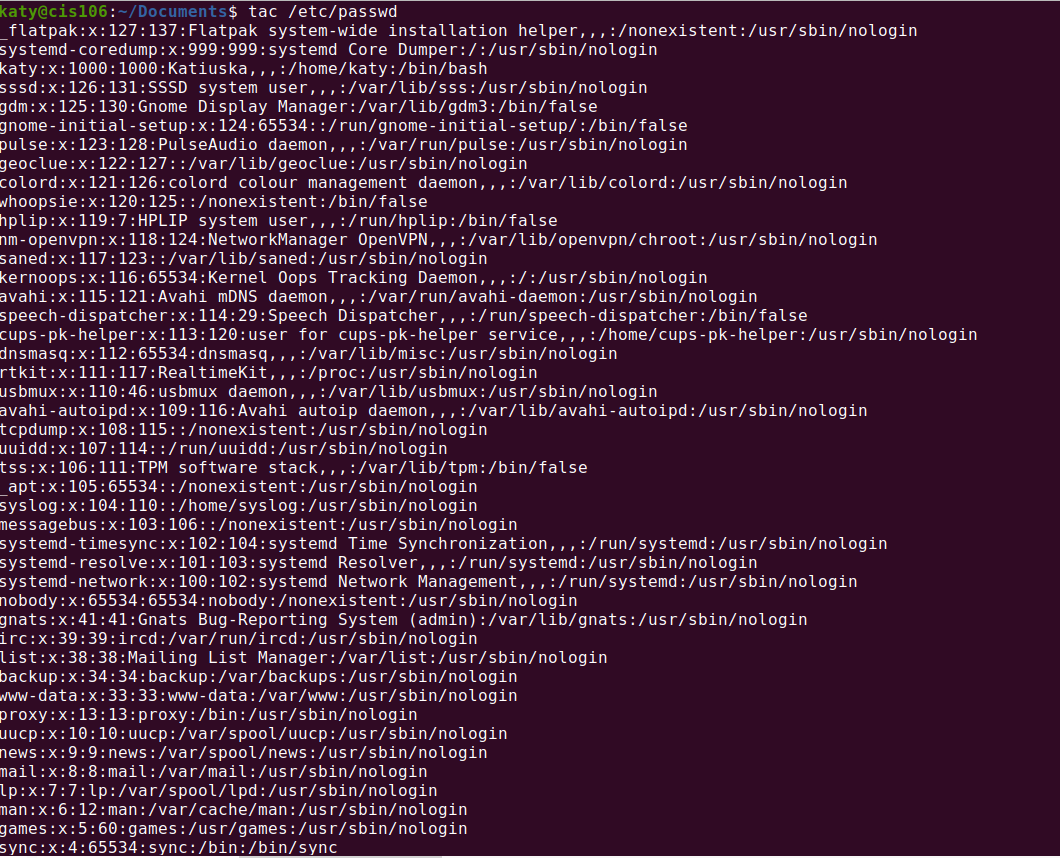 katy@cis106:~/Documents$ tac /etc/passwd
_flatpak:x:127:137:Flatpak system-wide installation helper,,,:/nonexistent:/usr/sbin/nologin
systemd-coredump:x:999:999:systemd Core Dumper:/:/usr/sbin/nologin
katy:x:1000:1000:Katiuska,,,:/home/katy:/bin/bash
sssd:x:126:131:SSSD system user,,,:/var/lib/sss:/usr/sbin/nologin
gdm:x:125:130:Gnome Display Manager:/var/lib/gdm3:/bin/false
gnome-initial-setup:x:124:65534::/run/gnome-initial-setup/:/bin/false
pulse:x:123:128:PulseAudio daemon,,,:/var/run/pulse:/usr/sbin/nologin
geoclue:x:122:127::/var/lib/geoclue:/usr/sbin/nologin
colord:x:121:126:colord colour management daemon,,,:/var/lib/colord:/usr/sbin/nologin
whoopsie:x:120:125::/nonexistent:/bin/false
hplip:x:119:7:HPLIP system user,,,:/run/hplip:/bin/false
nm-openvpn:x:118:124:NetworkManager OpenVPN,,,:/var/lib/openvpn/chroot:/usr/sbin/nologin
saned:x:117:123::/var/lib/saned:/usr/sbin/nologin
kernoops:x:116:65534:Kernel Oops Tracking Daemon,,,:/:/usr/sbin/nologin
avahi:x:115:121:Avahi mDNS daemon,,,:/var/run/avahi-daemon:/usr/sbin/nologin
speech-dispatcher:x:114:29:Speech Dispatcher,,,:/run/speech-dispatcher:/bin/false
cups-pk-helper:x:113:120:user for cups-pk-helper service,,,:/home/cups-pk-helper:/usr/sbin/nologin
dnsmasq:x:112:65534:dnsmasq,,,:/var/lib/misc:/usr/sbin/nologin
rtkit:x:111:117:RealtimeKit,,,:/proc:/usr/sbin/nologin
usbmux:x:110:46:usbmux daemon,,,:/var/lib/usbmux:/usr/sbin/nologin
avahi-autoipd:x:109:116:Avahi autoip daemon,,,:/var/lib/avahi-autoipd:/usr/sbin/nologin
tcpdump:x:108:115::/nonexistent:/usr/sbin/nologin
uuidd:x:107:114::/run/uuidd:/usr/sbin/nologin
tss:x:106:111:TPM software stack,,,:/var/lib/tpm:/bin/false
_apt:x:105:65534::/nonexistent:/usr/sbin/nologin
syslog:x:104:110::/home/syslog:/usr/sbin/nologin
messagebus:x:103:106::/nonexistent:/usr/sbin/nologin
systemd-timesync:x:102:104:systemd Time Synchronization,,,:/run/systemd:/usr/sbin/nologin
systemd-resolve:x:101:103:systemd Resolver,,,:/run/systemd:/usr/sbin/nologin
systemd-network:x:100:102:systemd Network Management,,,:/run/systemd:/usr/sbin/nologin
nobody:x:65534:65534:nobody:/nonexistent:/usr/sbin/nologin
gnats:x:41:41:Gnats Bug-Reporting System (admin):/var/lib/gnats:/usr/sbin/nologin
irc:x:39:39:ircd:/var/run/ircd:/usr/sbin/nologin
list:x:38:38:Mailing List Manager:/var/list:/usr/sbin/nologin
backup:x:34:34:backup:/var/backups:/usr/sbin/nologin
www-data:x:33:33:www-data:/var/www:/usr/sbin/nologin
proxy:x:13:13:proxy:/bin:/usr/sbin/nologin
uucp:x:10:10:uucp:/var/spool/uucp:/usr/sbin/nologin
news:x:9:9:news:/var/spool/news:/usr/sbin/nologin
mail:x:8:8:mail:/var/mail:/usr/sbin/nologin
lp:x:7:7:lp:/var/spool/lpd:/usr/sbin/nologin
man:x:6:12:man:/var/cache/man:/usr/sbin/nologin
games:x:5:60:games:/usr/games:/usr/sbin/nologin
sync:x:4:65534:sync:/bin:/bin/sync